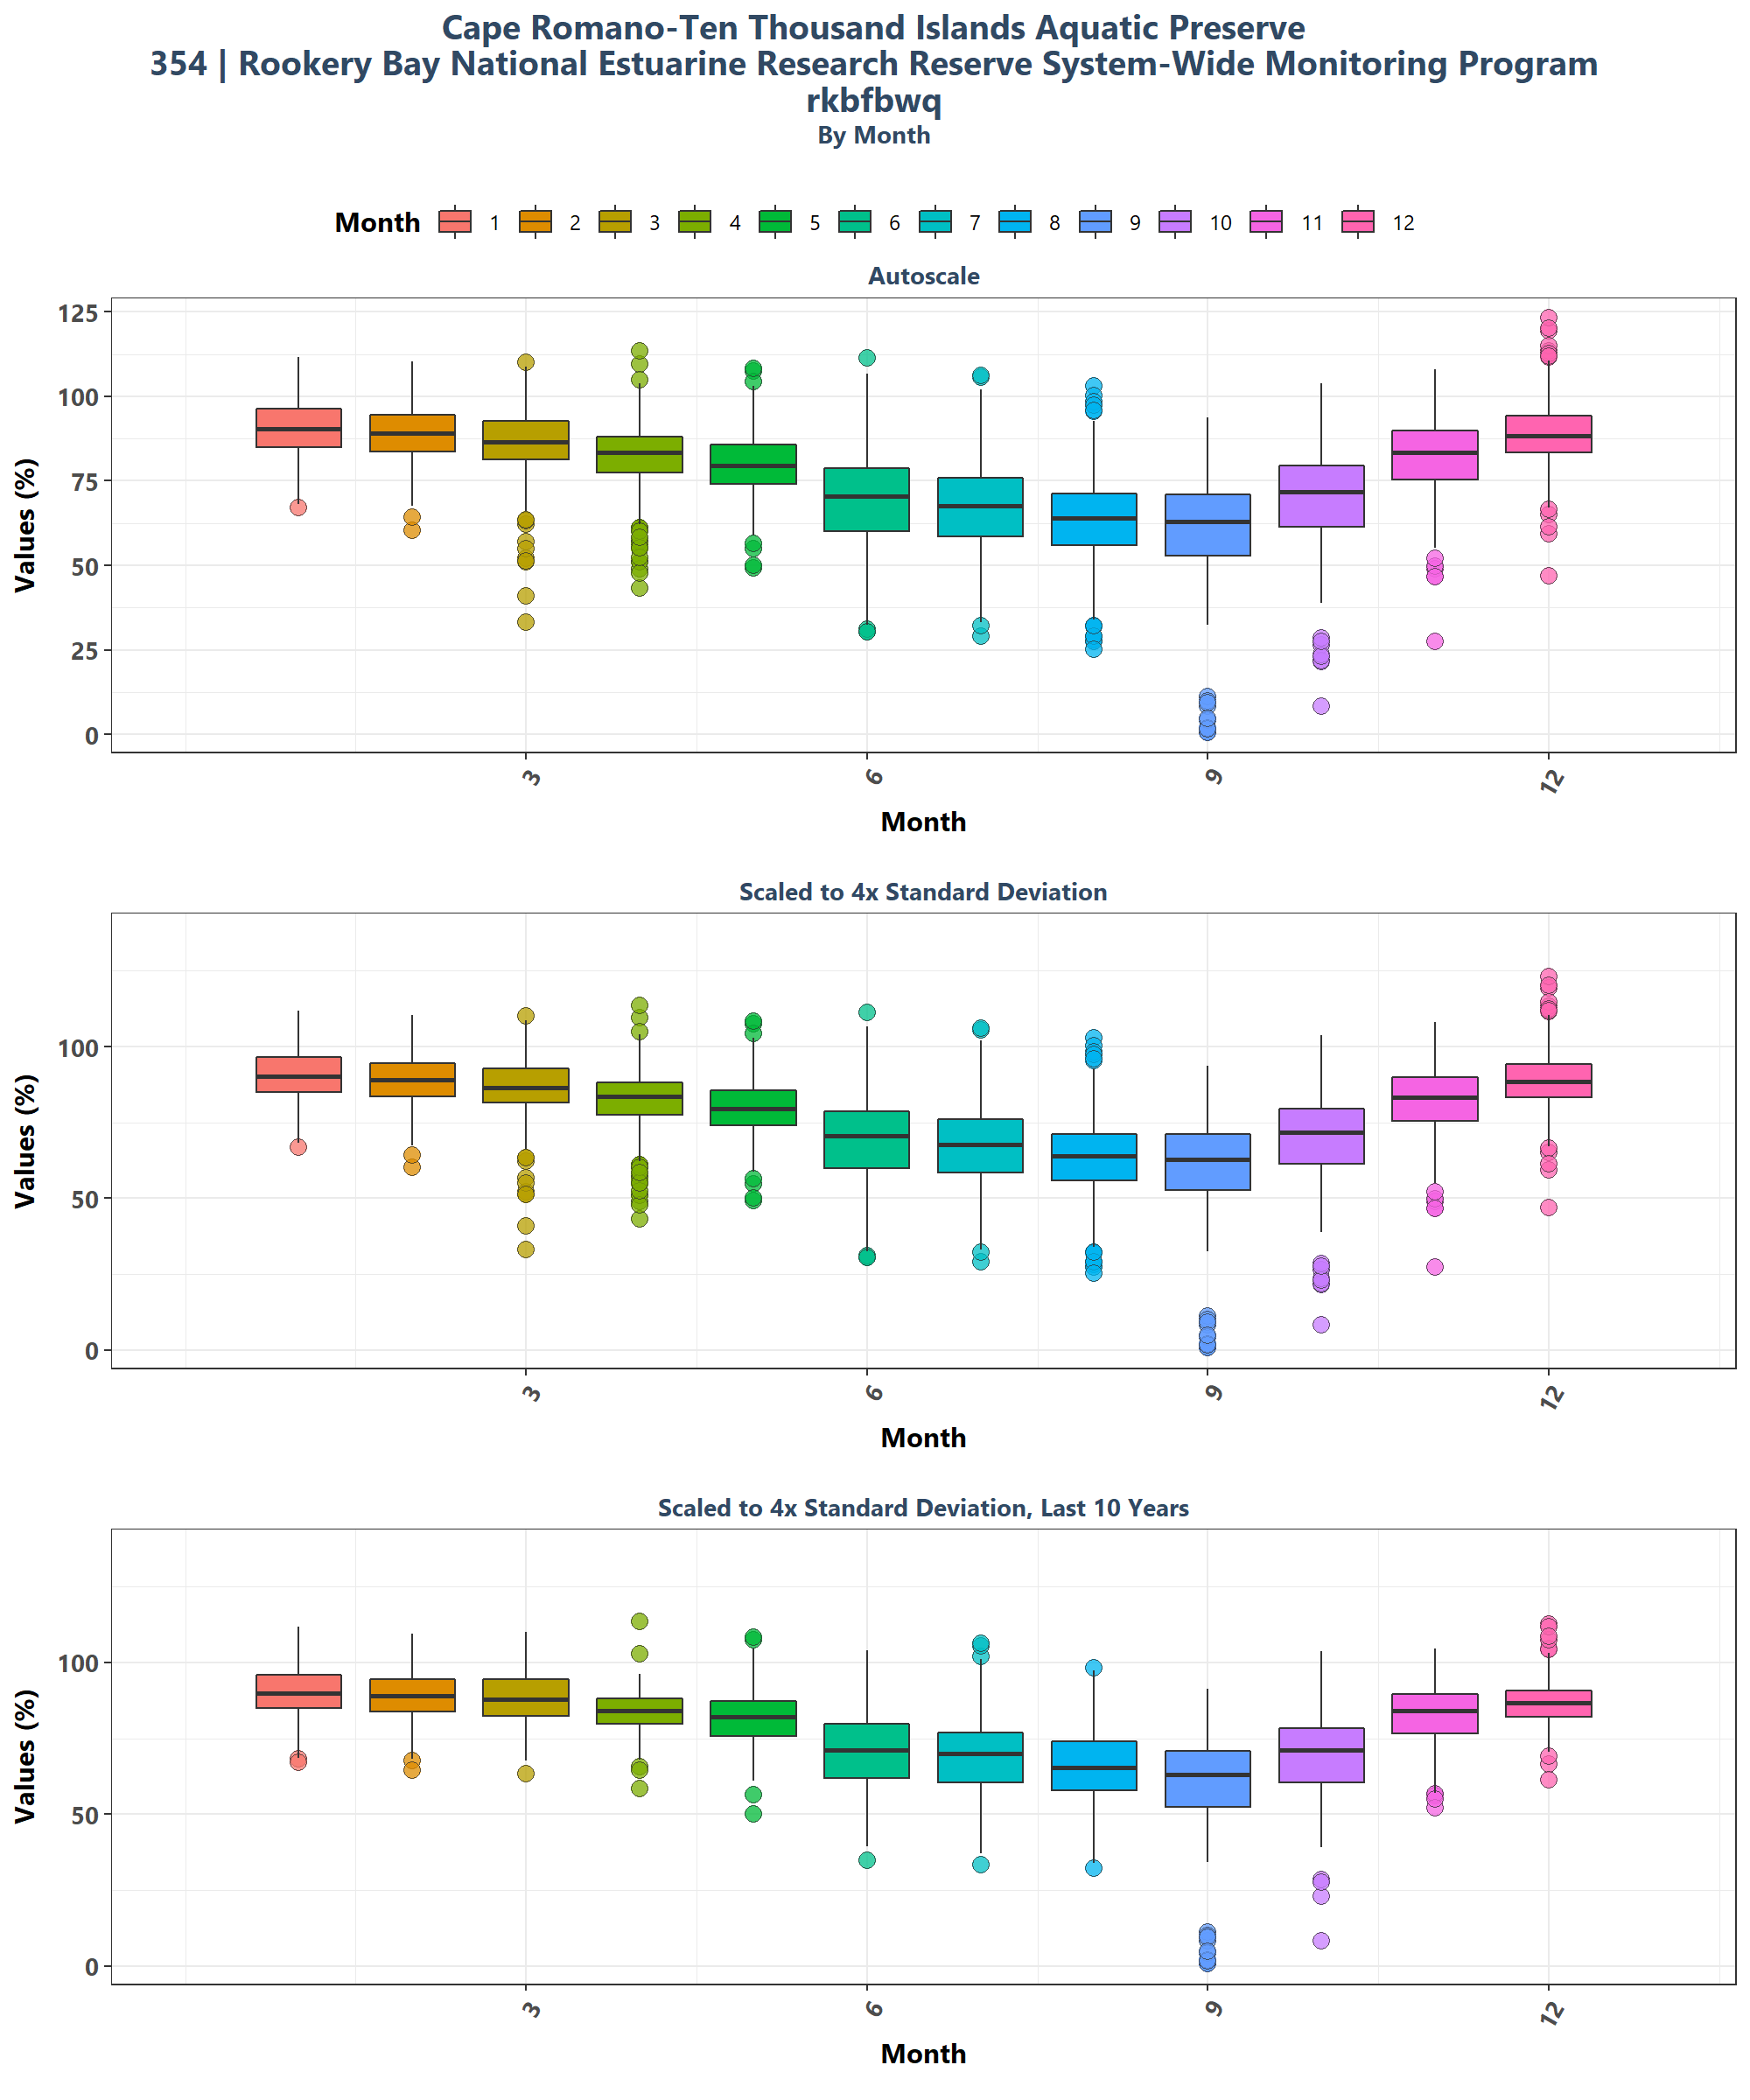 Cape Romano-Ten Thousand Islands Aquatic Preserve
354 | Rookery Bay National Estuarine Research Reserve System-Wide Monitoring Program
rkbfbwq
By Month
Month 1 2 3 4 5 6 7 8 9 10 11 12
Autoscale
Values (%)
125
100
75
50
25
0
3 6 9 12
Month
Scaled to 4x Standard Deviation
Values (%)
100
50
0
3 6 9 12
Month
Scaled to 4x Standard Deviation, Last 10 Years
Values (%)
100
50
0
3 6 9 12
Month